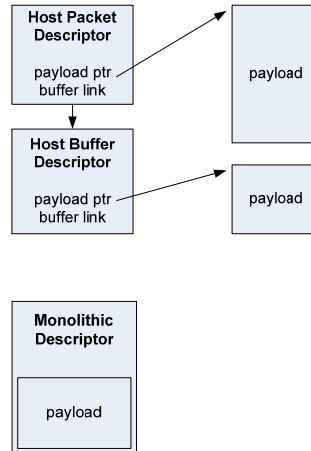 Host Packet
Descriptor
payload ptr
buffer link
payload
Host Buffer
Descriptor
payload ptr
buffer link
payload
Monolithic
Descriptor
payload